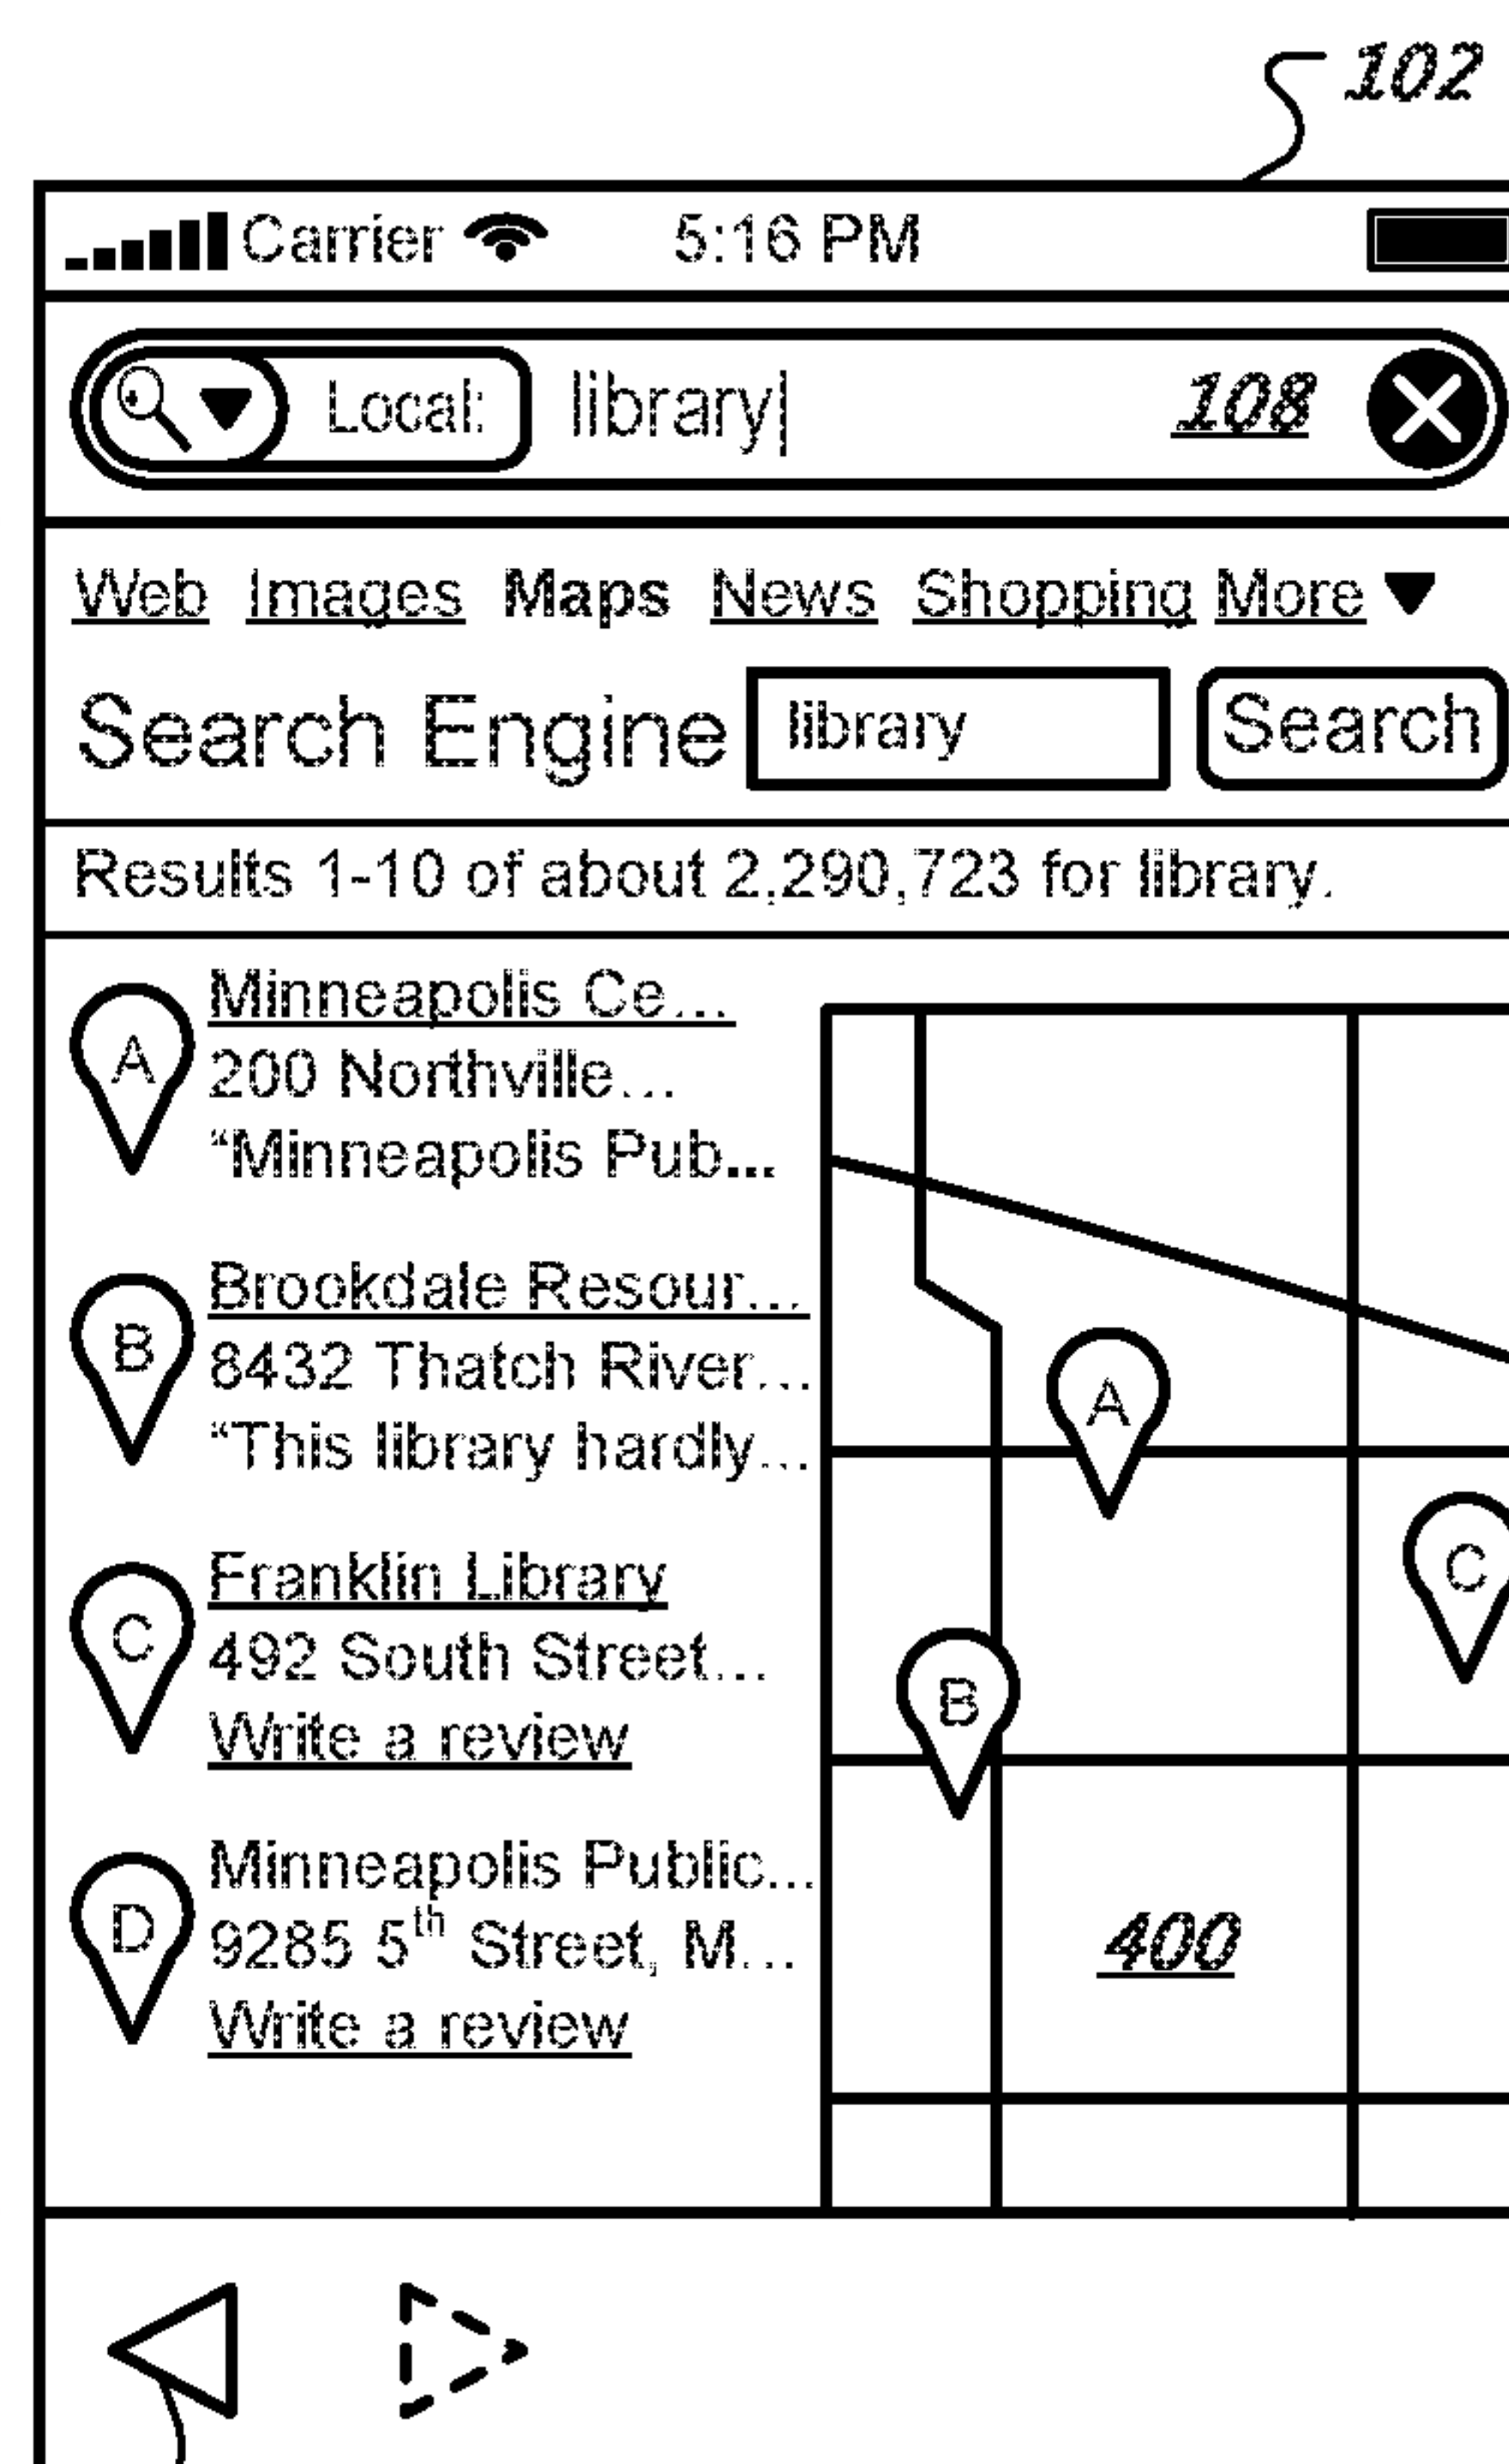 102
Carrier 5:16 PM
Local: library 108
Web Images Maps News Shopping More
Search Engine library Search
Results 1-10 of about 2,290,723 for library.
A Minneapolis Ce...
200 Northville...
“Minneapolis Pub...
B Brookdale Resour...
8432 Thatch River...
“This library hardly...
C Franklin Library
492 South Street...
Write a review
D Minneapolis Public...
9285 5th Street, M...
Write a review
A
C
B
400